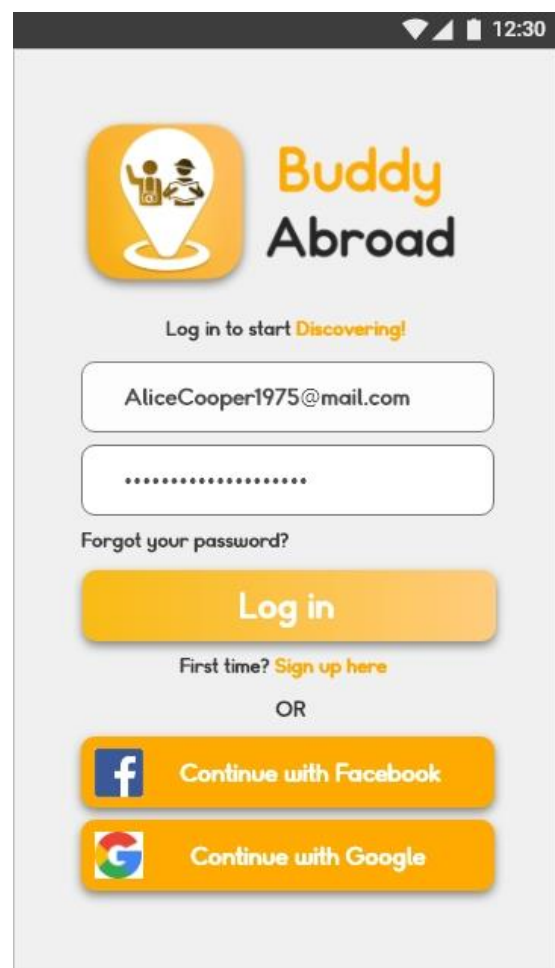 12:30
Buddy
Abroad
Log in to start Discovering!
AliceCooper1975@mail.com
••••••••••••••••••••
Forgot your password?
Log in
First time? Sign up here
OR
Continue with Facebook
Continue with Google